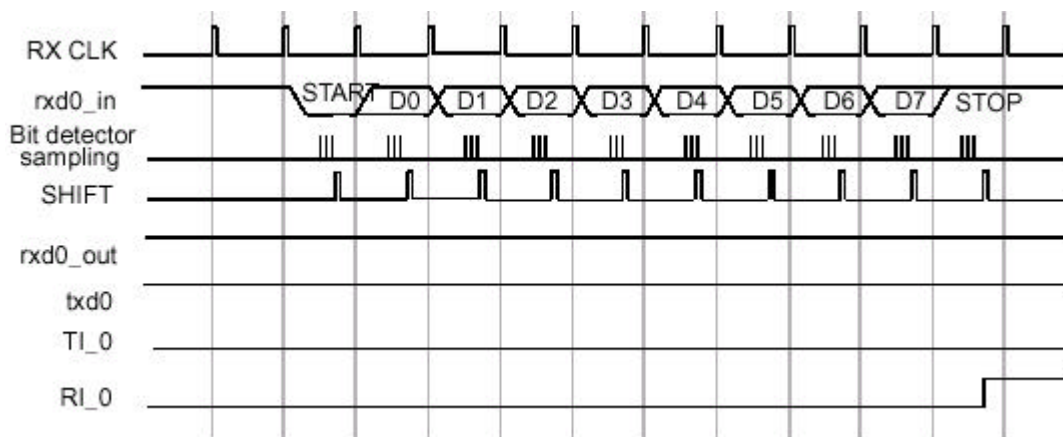 RX CLK
rxd0_in START D0 D1 D2 D3 D4 D5 D6 D7 STOP
Bit detector
sampling
SHIFT
rxd0_out
txd0
TI_0
RI_0